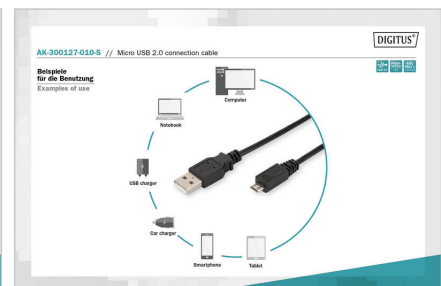 DIGITUS®
AK-300127-010-S // Micro USB 2.0 connection cable
Beispiele
für die Benutzung
Examples of use
Computer
Notebook
USB charger
Car charger
Smartphone
Tablet